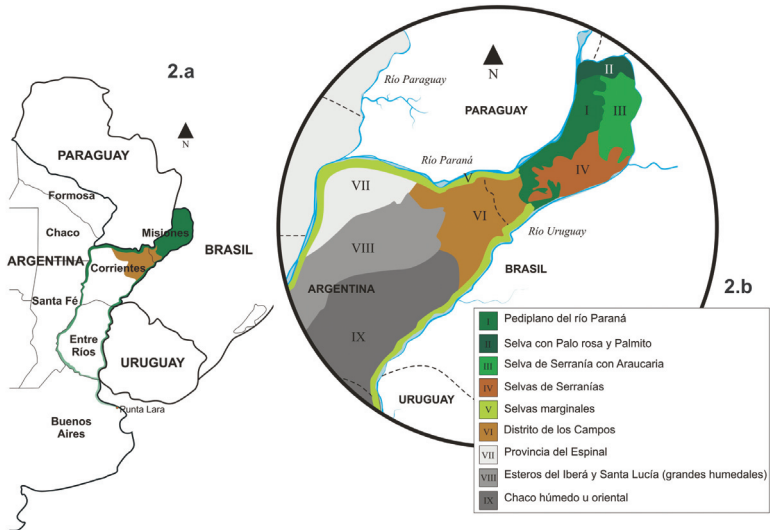 2.a
N
PARAGUAY
Formosa
Chaco
Misiones
ARGENTINA
Corrientes
BRASIL
Santa Fé
Entre
Ríos
URUGUAY
Punta Lara
Buenos
Aires
2.b
N
Río Paraguay
PARAGUAY
II
I
III
Río Paraná
V
IV
VII
VI
Río Uruguay
VIII
BRASIL
ARGENTINA
IX
URUGUAY
I Pediplano del río Paraná
II Selva con Palo rosa y Palmito
III Selva de Serranía con Araucaria
IV Selvas de Serranías
V Selvas marginales
VI Distrito de los Campos
VII Provincia del Espinal
VIII Esteros del Iberá y Santa Lucía (grandes humedales)
IX Chaco húmedo u oriental